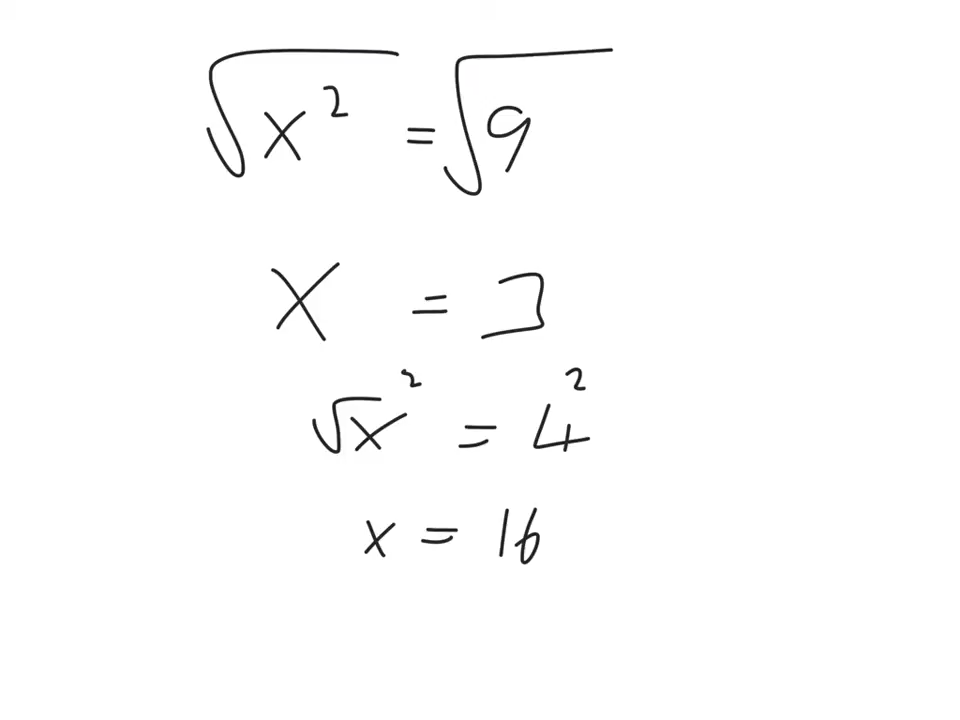 √x² = √9
x = 3
√x² = 4²
x = 16